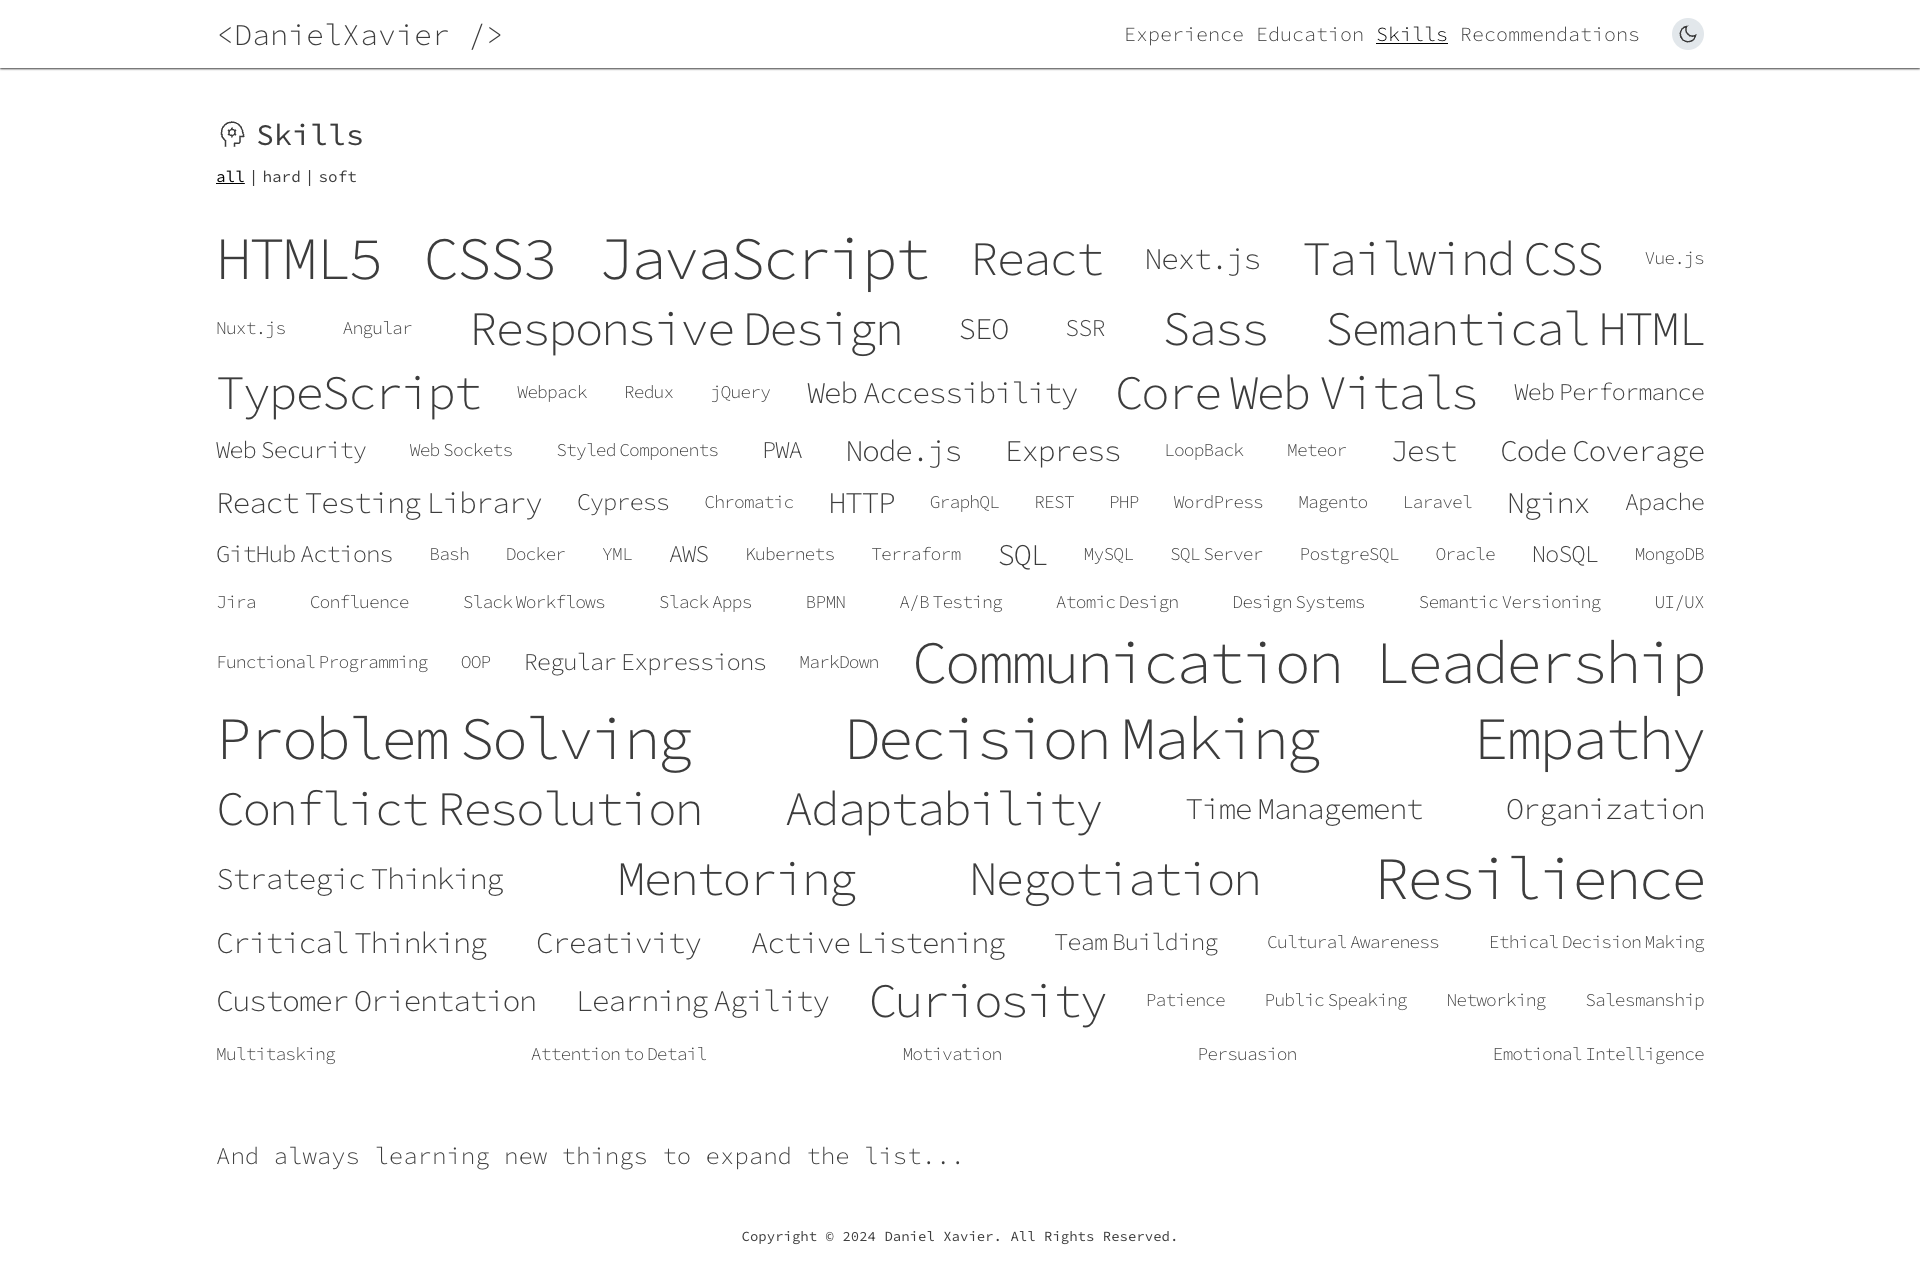 <DanielXavier />
Experience Education Skills Recommendations
Skills
all | hard | soft
HTML5 CSS3 JavaScript React Next.js Tailwind CSS Vue.js
Nuxt.js Angular Responsive Design SEO SSR Sass Semantical HTML
TypeScript Webpack Redux jQuery Web Accessibility Core Web Vitals Web Performance
Web Security Web Sockets Styled Components PWA Node.js Express LoopBack Meteor Jest Code Coverage
React Testing Library Cypress Chromatic HTTP GraphQL REST PHP WordPress Magento Laravel Nginx Apache
GitHub Actions Bash Docker YML AWS Kubernets Terraform SQL MySQL SQL Server PostgreSQL Oracle NoSQL MongoDB
Jira Confluence Slack Workflows Slack Apps BPMN A/B Testing Atomic Design Design Systems Semantic Versioning UI/UX
Functional Programming OOP Regular Expressions MarkDown Communication Leadership
Problem Solving Decision Making Empathy
Conflict Resolution Adaptability Time Management Organization
Strategic Thinking Mentoring Negotiation Resilience
Critical Thinking Creativity Active Listening Team Building Cultural Awareness Ethical Decision Making
Customer Orientation Learning Agility Curiosity Patience Public Speaking Networking Salesmanship
Multitasking Attention to Detail Motivation Persuasion Emotional Intelligence
And always learning new things to expand the list...
Copyright © 2024 Daniel Xavier. All Rights Reserved.